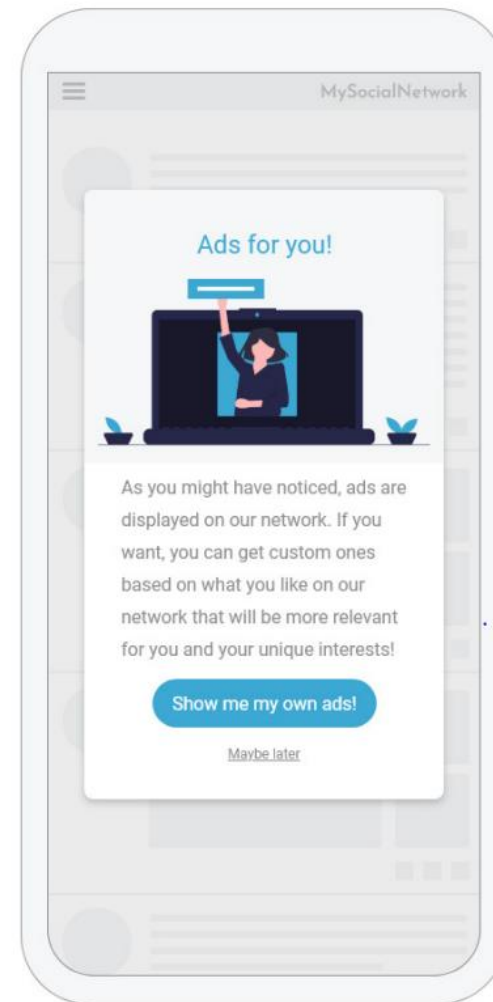 MySocialNetwork
Ads for you!
As you might have noticed, ads are
displayed on our network. If you
want, you can get custom ones
based on what you like on our
network that will be more relevant
for you and your unique interests!
Show me my own ads!
Maybe later